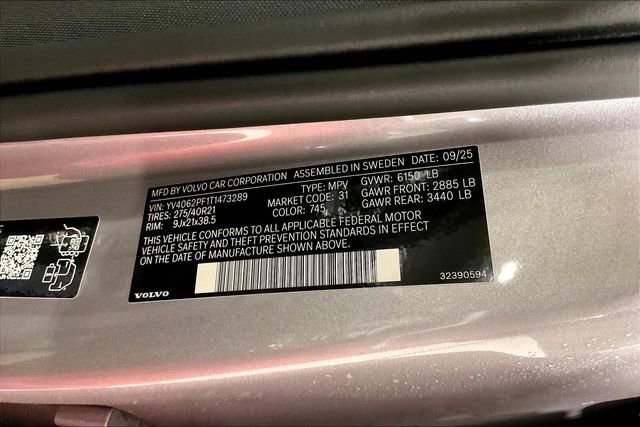 MFD BY VOLVO CAR CORPORATION ASSEMBLED IN SWEDEN DATE: 09/25
VIN: YV4062PF1T1473289 TYPE: MPV GVWR: 6150 LB
TIRES: 275/40R21 MARKET CODE: 31 GAWR FRONT: 2885 LB
RIM: 9Jx21x38.5 COLOR: 745 GAWR REAR: 3440 LB
THIS VEHICLE CONFORMS TO ALL APPLICABLE FEDERAL MOTOR
VEHICLE SAFETY AND THEFT PREVENTION STANDARDS IN EFFECT
ON THE DATE OF MANUFACTURE SHOWN ABOVE.
VOLVO 32390594